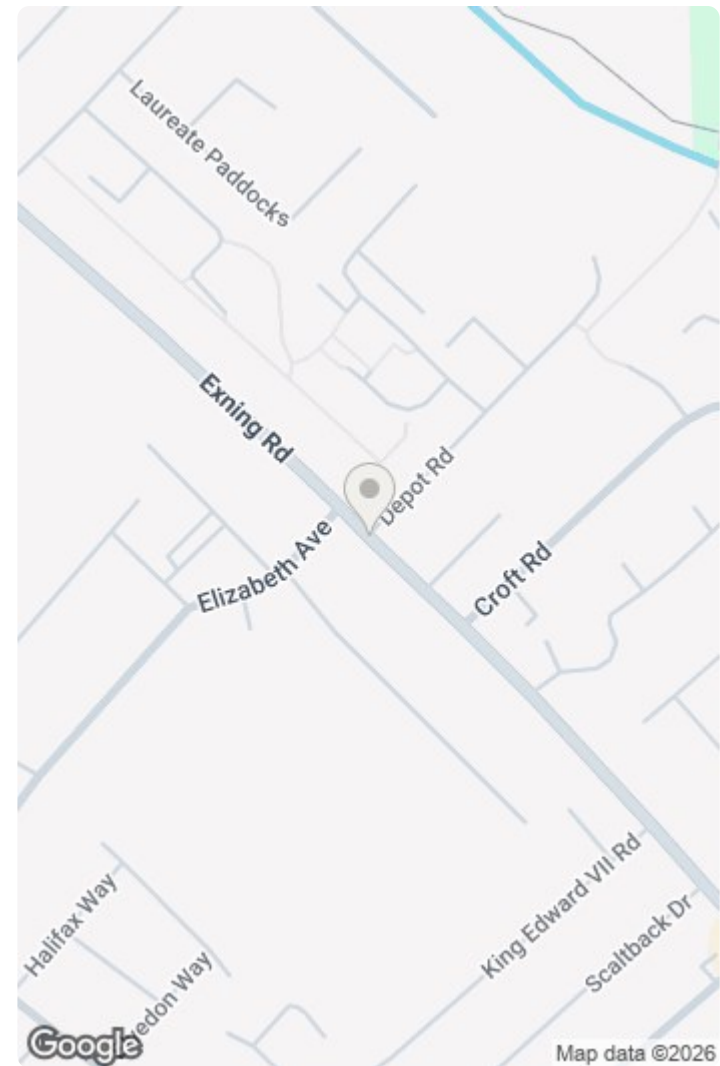 Laureate Paddocks
Exning Rd
Depot Rd
Elizabeth Ave
Croft Rd
King Edward VII Rd
Halifax Way
Scaltback Dr
Way
Google
Map data ©2026